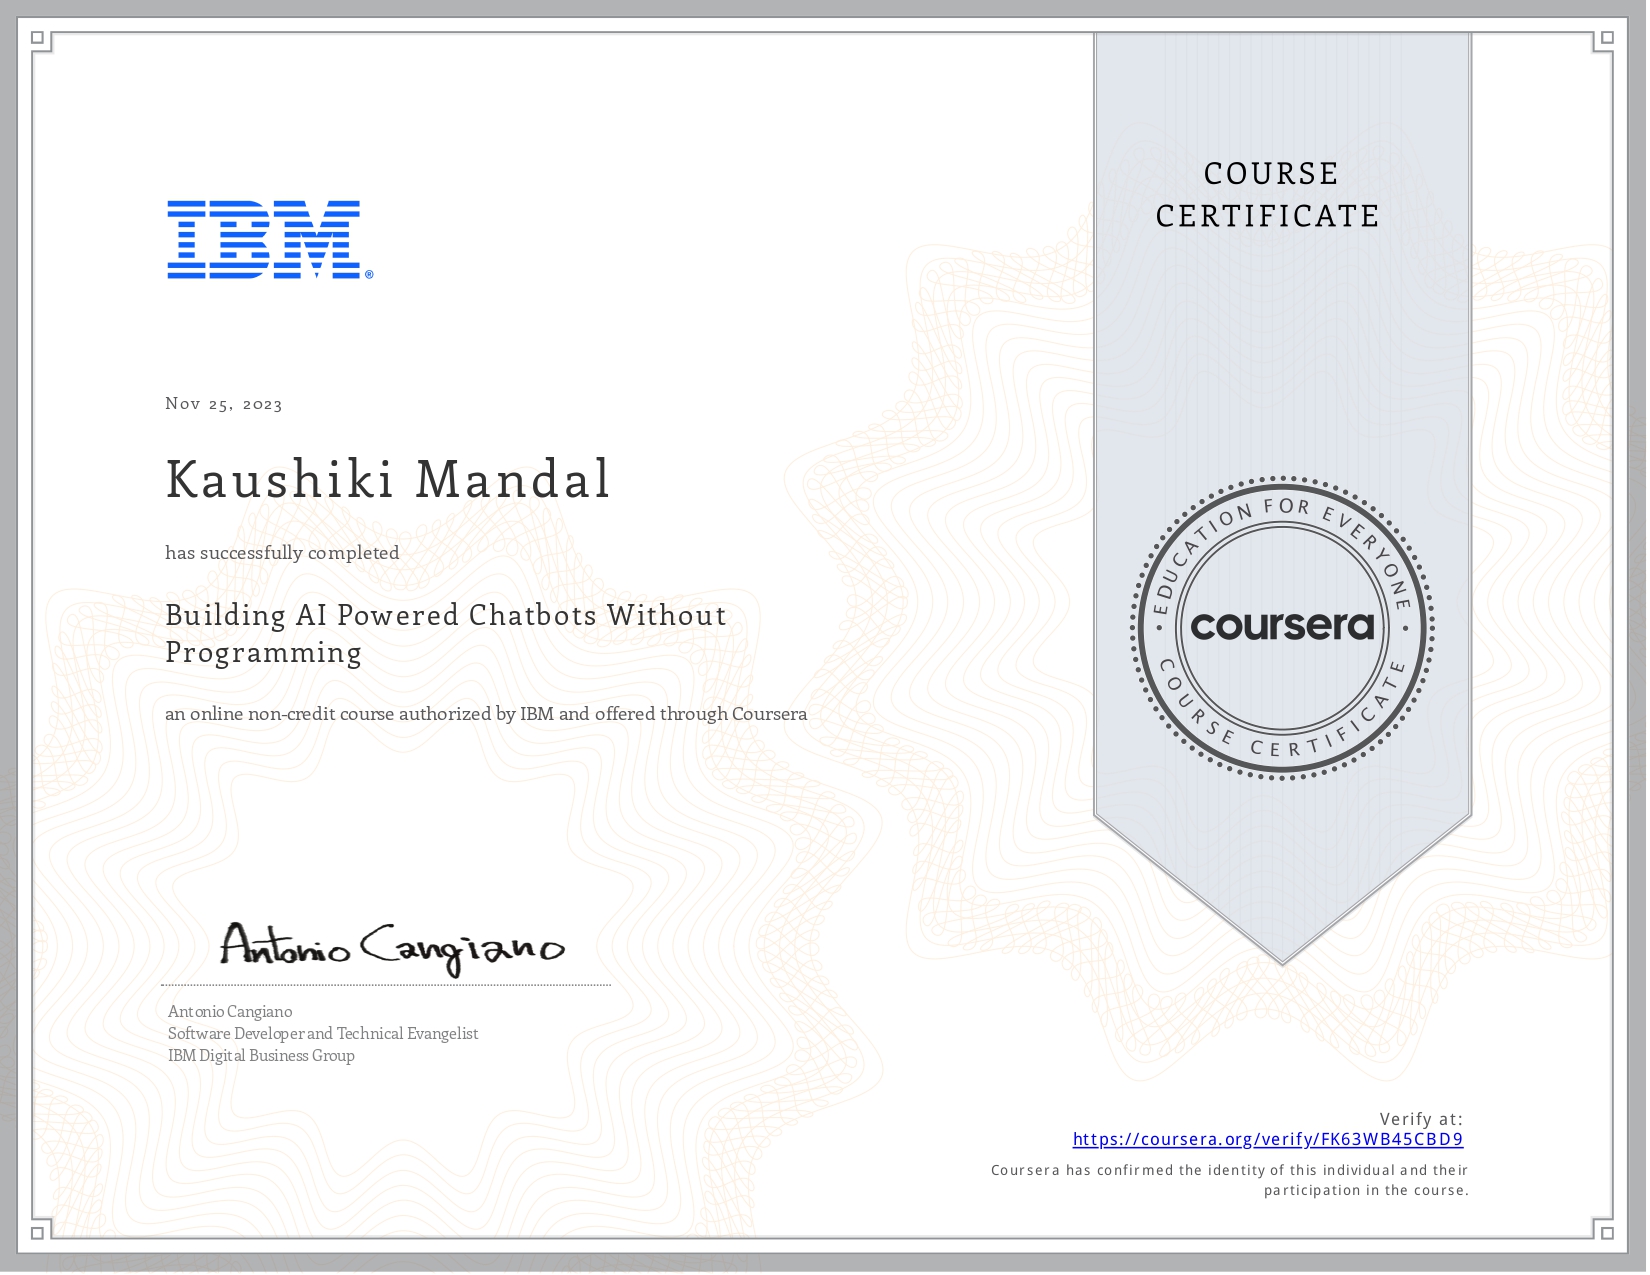 COURSE
CERTIFICATE
IBM®
Nov 25, 2023
Kaushiki Mandal
has successfully completed
Building AI Powered Chatbots Without
Programming
an online non-credit course authorized by IBM and offered through Coursera
EDUCATION FOR EVERYONE
coursera
COURSE CERTIFICATE
Antonio Cangiano
Antonio Cangiano
Software Developer and Technical Evangelist
IBM Digital Business Group
Verify at:
https://coursera.org/verify/FK63WB45CBD9
Coursera has confirmed the identity of this individual and their
participation in the course.